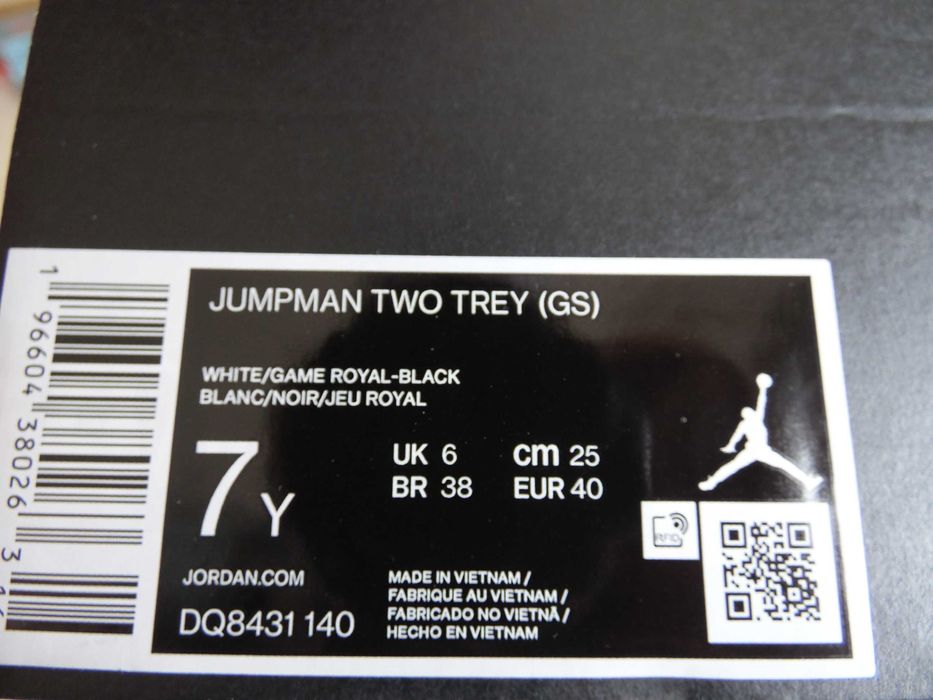 JUMPMAN TWO TREY (GS)
WHITE/GAME ROYAL-BLACK
BLANC/NOIR/JEU ROYAL
7Y
UK 6 cm 25
BR 38 EUR 40
RFID
JORDAN.COM
DQ8431 140
MADE IN VIETNAM /
FABRIQUE AU VIETNAM /
FABRICADO NO VIETNÃ /
HECHO EN VIETNAM
1 96604 38026 3